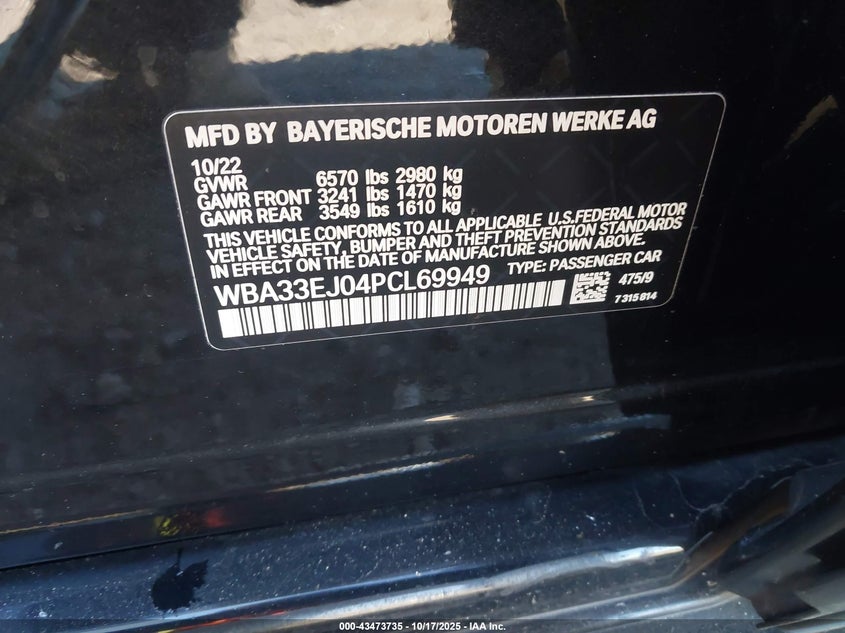 MFD BY BAYERISCHE MOTOREN WERKE AG
10/22
GVWR 6570 lbs 2980 kg
GAWR FRONT 3241 lbs 1470 kg
GAWR REAR 3549 lbs 1610 kg
THIS VEHICLE CONFORMS TO ALL APPLICABLE U.S.FEDERAL MOTOR
VEHICLE SAFETY, BUMPER AND THEFT PREVENTION STANDARDS
IN EFFECT ON THE DATE OF MANUFACTURE SHOWN ABOVE.
WBA33EJ04PCL69949 TYPE: PASSENGER CAR
475/9
7 315 814
000-43473735 - 10/17/2025 - IAA Inc.